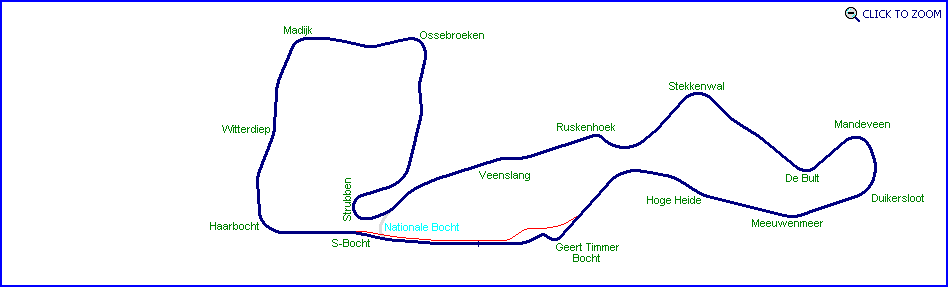 CLICK TO ZOOM
Madijk
Ossebroeken
Stekkenwal
Ruskenhoek
Mandeveen
Witterdiep
Veenslang
De Bult
Strubben
Hoge Heide
Duikersloot
Haarbocht
Nationale Bocht
Meeuwenmeer
S-Bocht
Geert Timmer
Bocht